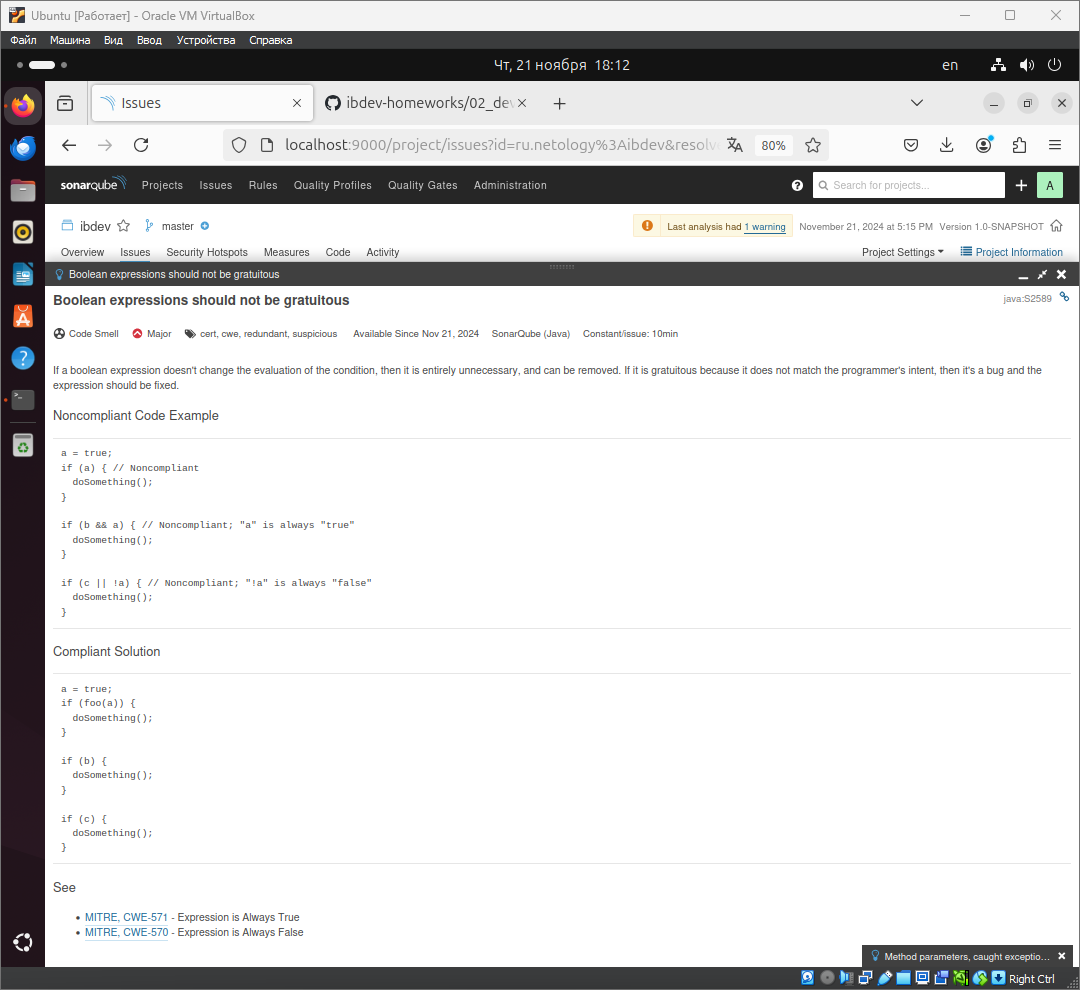 Ubuntu [Работает] - Oracle VM VirtualBox
Файл Машина Вид Ввод Устройства Справка
Чт, 21 ноября 18:12
en
Issues
ibdev-homeworks/02_dev
localhost:9000/project/issues?id=ru.netology%3Aibdev&resolve
80%
sonarqube Projects Issues Rules Quality Profiles Quality Gates Administration
Search for projects...
A
ibdev master
Last analysis had 1 warning November 21, 2024 at 5:15 PM Version 1.0-SNAPSHOT
Overview Issues Security Hotspots Measures Code Activity
Project Settings Project Information
Boolean expressions should not be gratuitous
Boolean expressions should not be gratuitous
java:S2589
Code Smell Major cert, cwe, redundant, suspicious Available Since Nov 21, 2024 SonarQube (Java) Constant/issue: 10min
If a boolean expression doesn't change the evaluation of the condition, then it is entirely unnecessary, and can be removed. If it is gratuitous because it does not match the programmer's intent, then it's a bug and the
expression should be fixed.
Noncompliant Code Example
a = true;
if (a) { // Noncompliant
doSomething();
}
if (b && a) { // Noncompliant; "a" is always "true"
doSomething();
}
if (c || !a) { // Noncompliant; "!a" is always "false"
doSomething();
}
Compliant Solution
a = true;
if (foo(a)) {
doSomething();
}
if (b) {
doSomething();
}
if (c) {
doSomething();
}
See
MITRE, CWE-571 - Expression is Always True
MITRE, CWE-570 - Expression is Always False
Method parameters, caught exceptio...
Right Ctrl